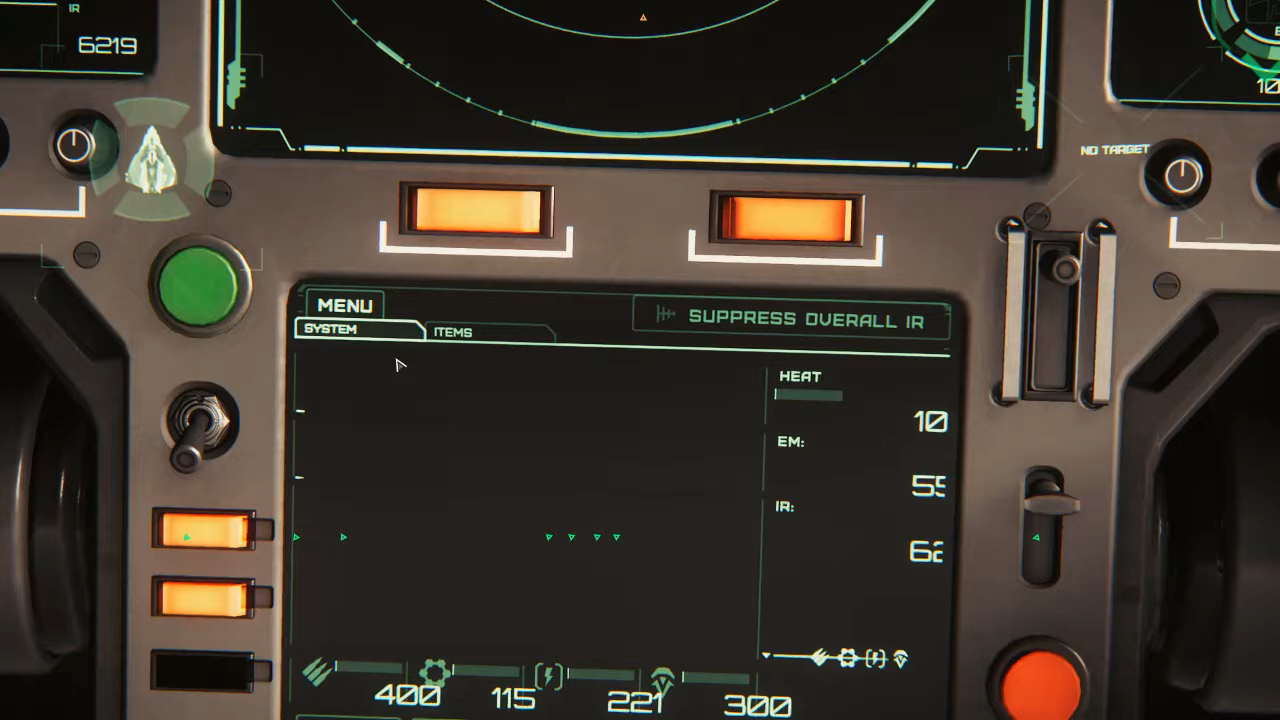 IR
6219
NO TARGET
MENU
SUPPRESS OVERALL IR
SYSTEM
ITEMS
HEAT
10
EM:
55
IR:
62
400
115
221
300